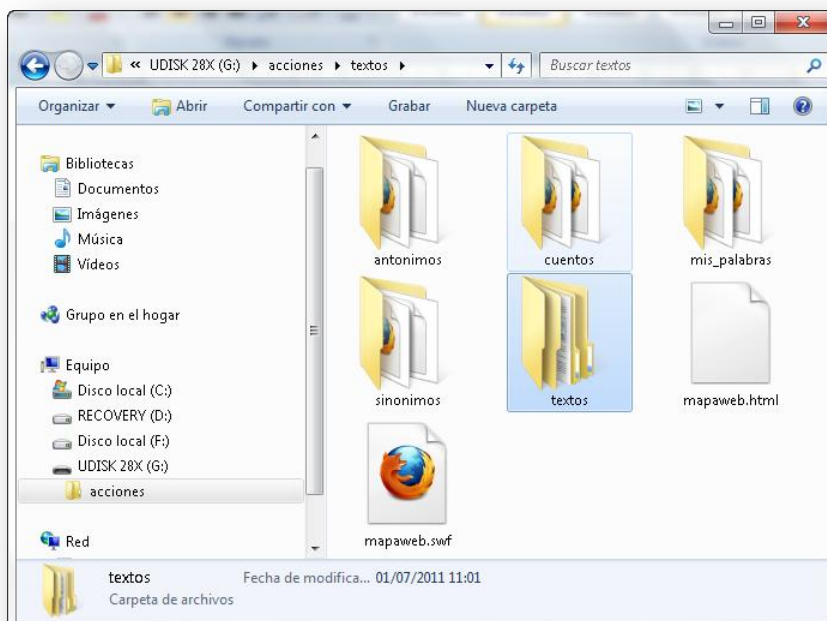 « UDISK 28X (G:) ▸ acciones ▸ textos ▸
Buscar textos
Organizar Abrir Compartir con Grabar Nueva carpeta
Bibliotecas
Documentos
Imágenes
Música
Vídeos
Grupo en el hogar
Equipo
Disco local (C:)
RECOVERY (D:)
Disco local (F:)
UDISK 28X (G:)
acciones
Red
antonimos
cuentos
mis_palabras
sinonimos
textos
mapaweb.html
mapaweb.swf
textos Fecha de modifica... 01/07/2011 11:01
Carpeta de archivos